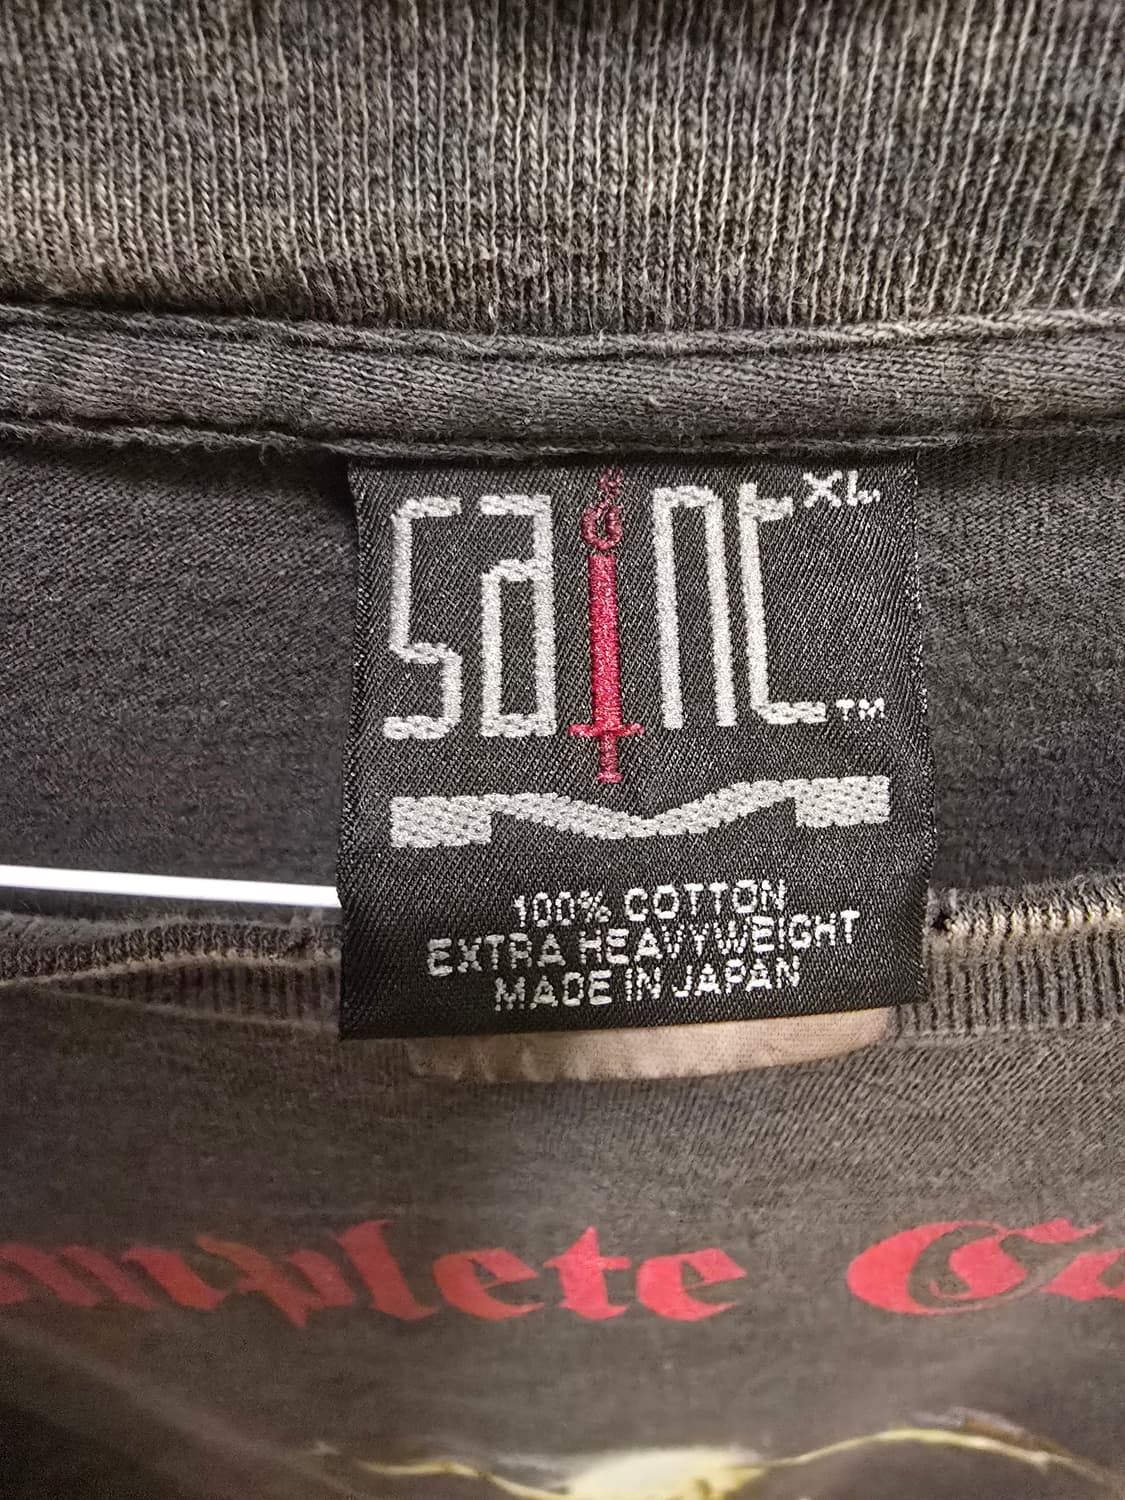 saint XL
TM
100% COTTON
EXTRA HEAVYWEIGHT
MADE IN JAPAN
mplete C